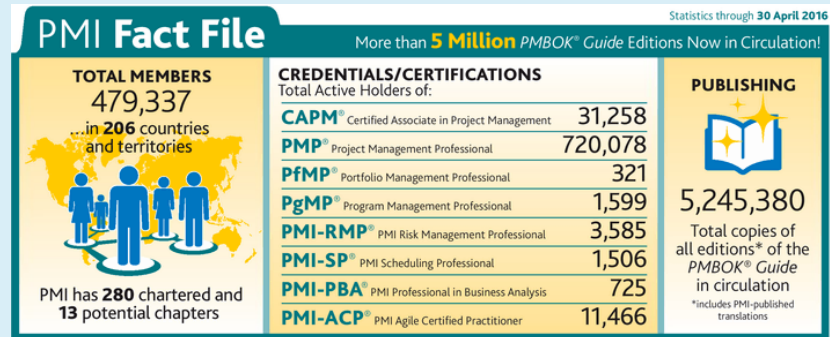 Statistics through 30 April 2016
PMI Fact File
More than 5 Million PMBOK® Guide Editions Now in Circulation!
TOTAL MEMBERS
479,337
...in 206 countries
and territories
PMI has 280 chartered and
13 potential chapters
CREDENTIALS/CERTIFICATIONS
Total Active Holders of:
CAPM® Certified Associate in Project Management 31,258
PMP® Project Management Professional 720,078
PfMP® Portfolio Management Professional 321
PgMP® Program Management Professional 1,599
PMI-RMP® PMI Risk Management Professional 3,585
PMI-SP® PMI Scheduling Professional 1,506
PMI-PBA® PMI Professional in Business Analysis 725
PMI-ACP® PMI Agile Certified Practitioner 11,466
PUBLISHING
5,245,380
Total copies of
all editions* of the
PMBOK® Guide
in circulation
*includes PMI-published
translations